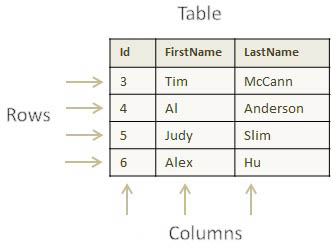 Table
Id FirstName LastName
3 Tim McCann
4 Al Anderson
Rows
5 Judy Slim
6 Alex Hu
Columns